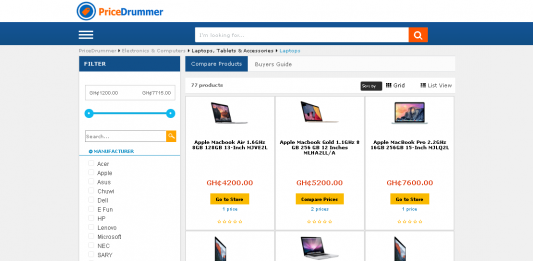 PriceDrummer
I'm looking for...
PriceDrummer Electronics & Computers Laptops, Tablets & Accessories Laptops
FILTER
Compare Products
Buyers Guide
GH¢1200.00 GH¢7715.00
77 products
Sort by
Grid
List View
Search...
MANUFACTURER
Acer
Apple
Asus
Chuwi
Dell
E Fun
HP
Lenovo
Microsoft
NEC
SARY
Apple Macbook Air 1.6GHz
8GB 128GB 13-Inch MJVE2L
GH¢4200.00
Go to Store
1 price
Apple Macbook Gold 1.1GHz 8
GB 256 GB 12 Inches
MLHA2LL/A
GH¢5200.00
Compare Prices
2 prices
Apple MacBook Pro 2.2GHz
16GB 256GB 15-Inch MJLQ2L
GH¢7600.00
Go to Store
1 price